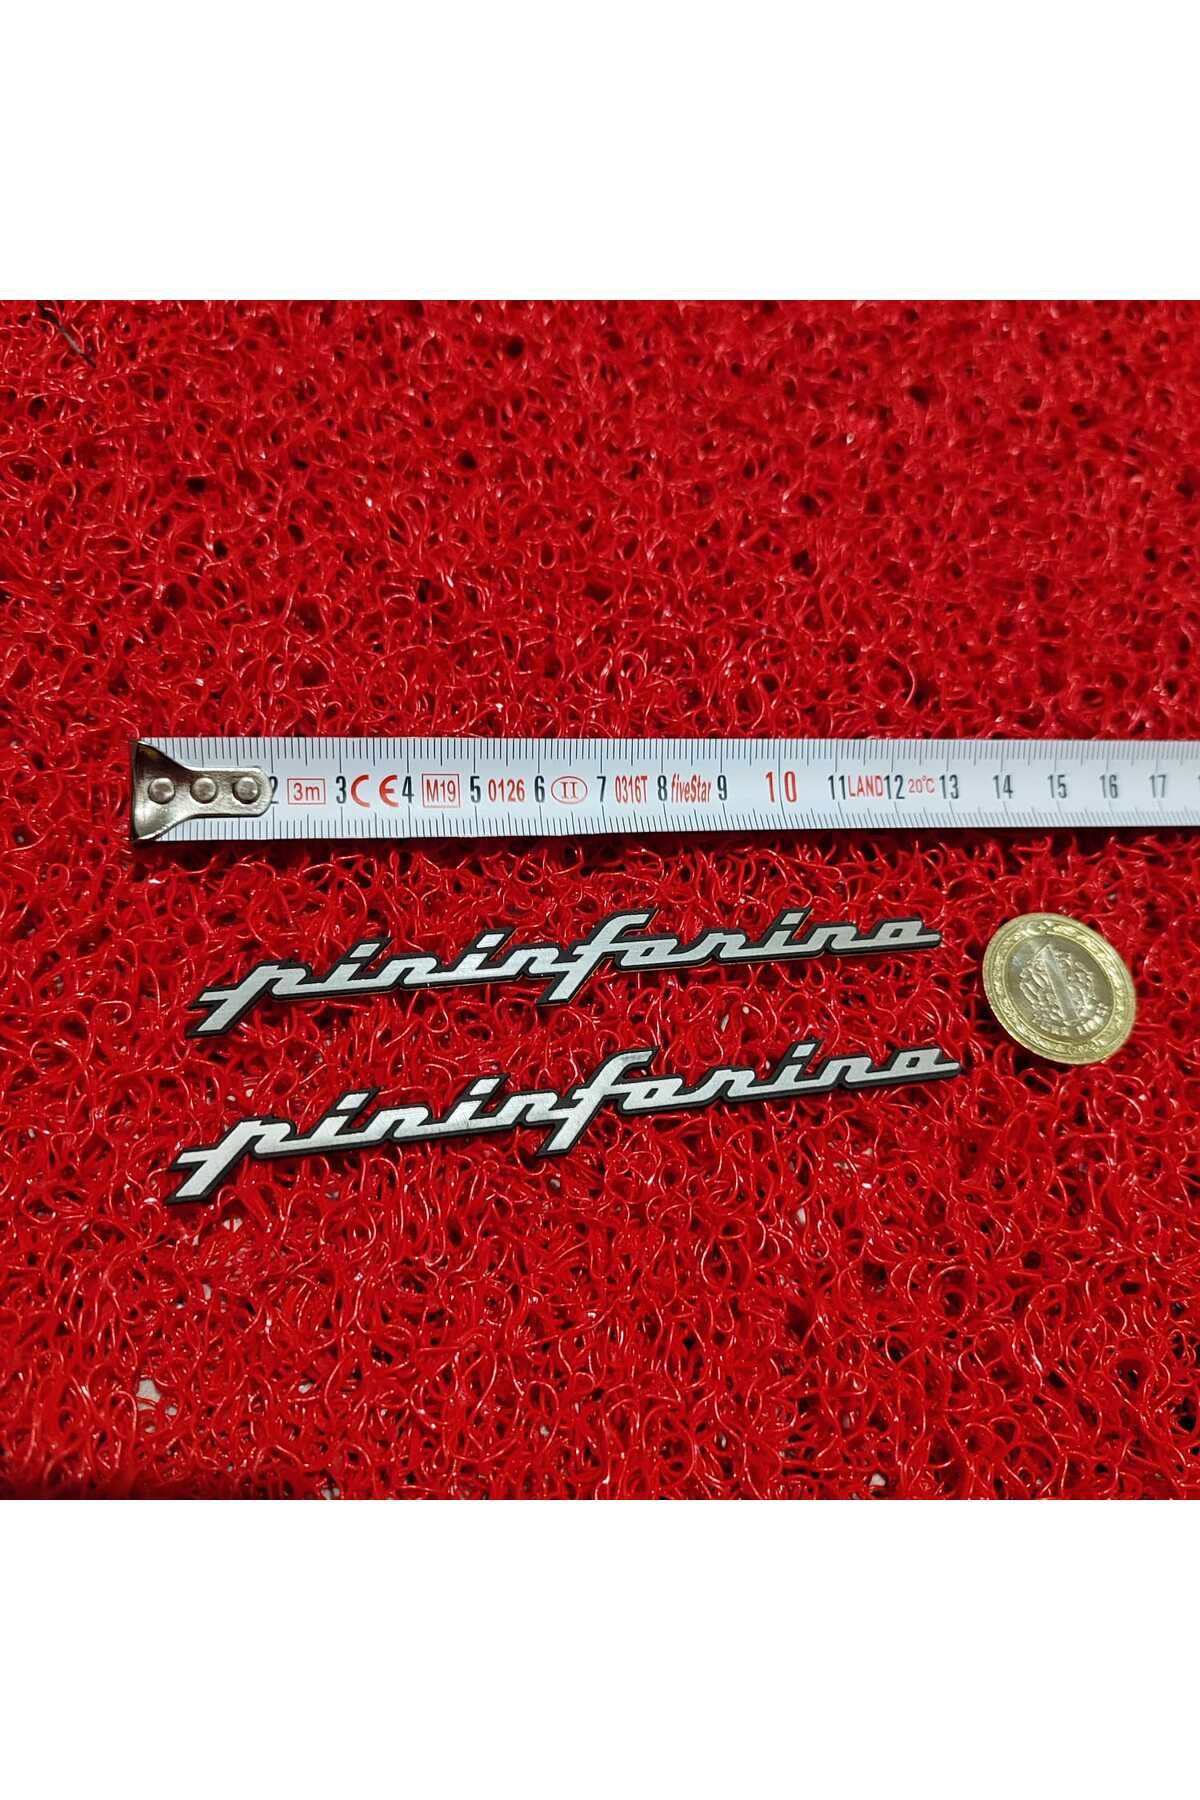 2 3m 3 CE 4 M19 5 0126 6 II 7 0316T 8 fiveStar 9 10 11 LAND 12 20°C 13 14 15 16 17
pininfarina
pininfarina
1